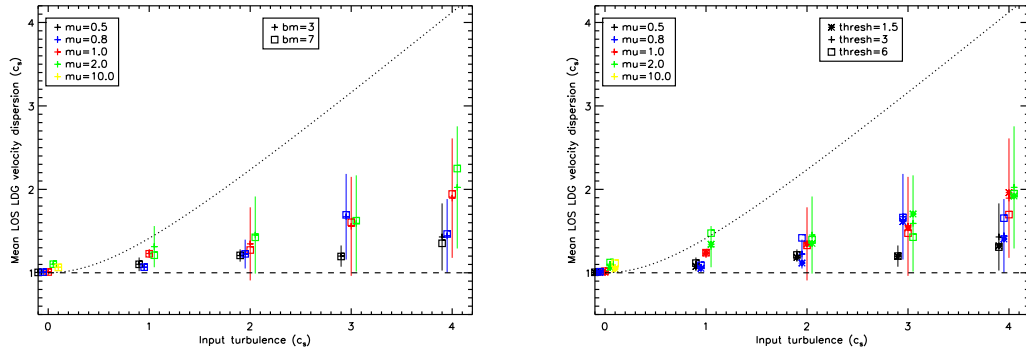 Mean LOS LDG velocity dispersion (cs)
4
3
2
1
mu=0.5
mu=0.8
mu=1.0
mu=2.0
mu=10.0
bm=3
bm=7
0 1 2 3 4
Input turbulence (cs)
Mean LOS LDG velocity dispersion (cs)
4
3
2
1
mu=0.5
mu=0.8
mu=1.0
mu=2.0
mu=10.0
thresh=1.5
thresh=3
thresh=6
0 1 2 3 4
Input turbulence (cs)